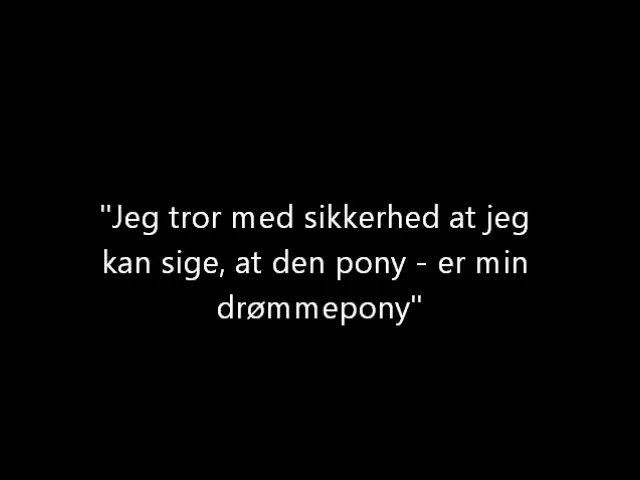 "Jeg tror med sikkerhed at jeg
kan sige, at den pony - er min
drømmepony"